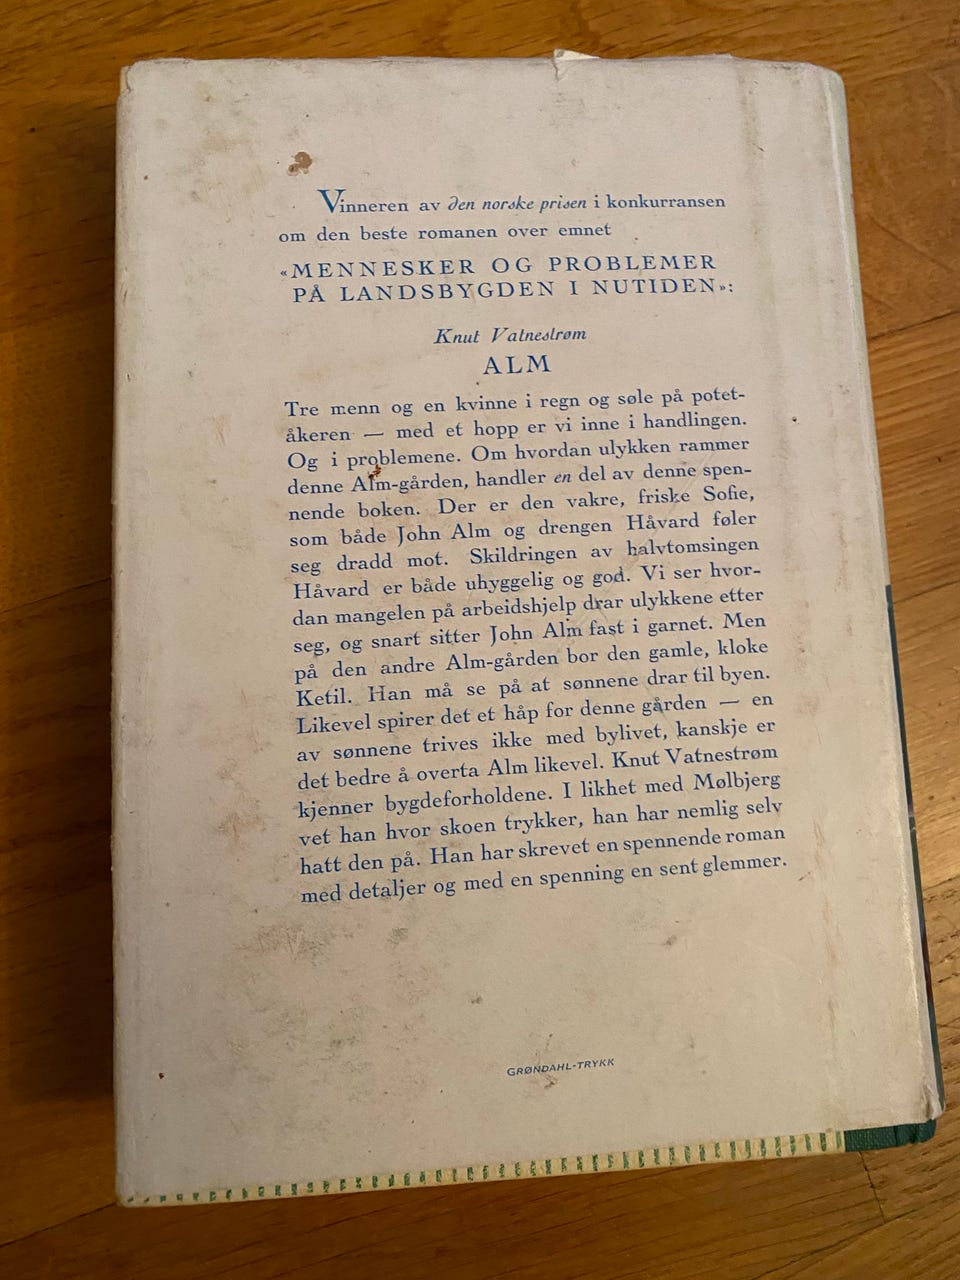 Vinneren av den norske prisen i konkurransen
om den beste romanen over emnet
«MENNESKER OG PROBLEMER
PÅ LANDSBYGDEN I NUTIDEN»:
Knut Vatnestrøm
ALM
Tre menn og en kvinne i regn og søle på potet-
åkeren — med et hopp er vi inne i handlingen.
Og i problemene. Om hvordan ulykken rammer
denne Alm-gården, handler en del av denne spen-
nende boken. Der er den vakre, friske Sofie,
som både John Alm og drengen Håvard føler
seg dradd mot. Skildringen av halvtomsingen
Håvard er både uhyggelig og god. Vi ser hvor-
dan mangelen på arbeidshjelp drar ulykkene etter
seg, og snart sitter John Alm fast i garnet. Men
på den andre Alm-gården bor den gamle, kloke
Ketil. Han må se på at sønnene drar til byen.
Likevel spirer det et håp for denne gården — en
av sønnene trives ikke med bylivet, kanskje er
det bedre å overta Alm likevel. Knut Vatnestrøm
kjenner bygdeforholdene. I likhet med Mølbjerg
vet han hvor skoen trykker, han har nemlig selv
hatt den på. Han har skrevet en spennende roman
med detaljer og med en spenning en sent glemmer.
GRØNDAHL-TRYKK